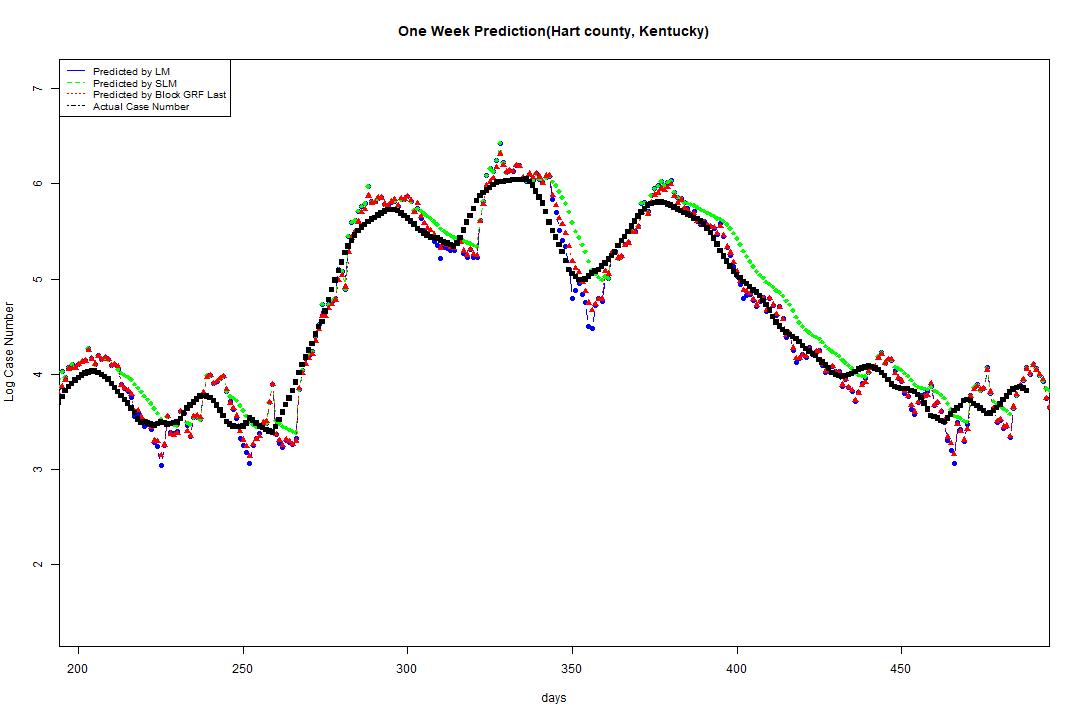 One Week Prediction(Hart county, Kentucky)
Predicted by LM
Predicted by SLM
Predicted by Block GRF Last
Actual Case Number
7
6
5
4
3
2
Log Case Number
200 250 300 350 400 450
days